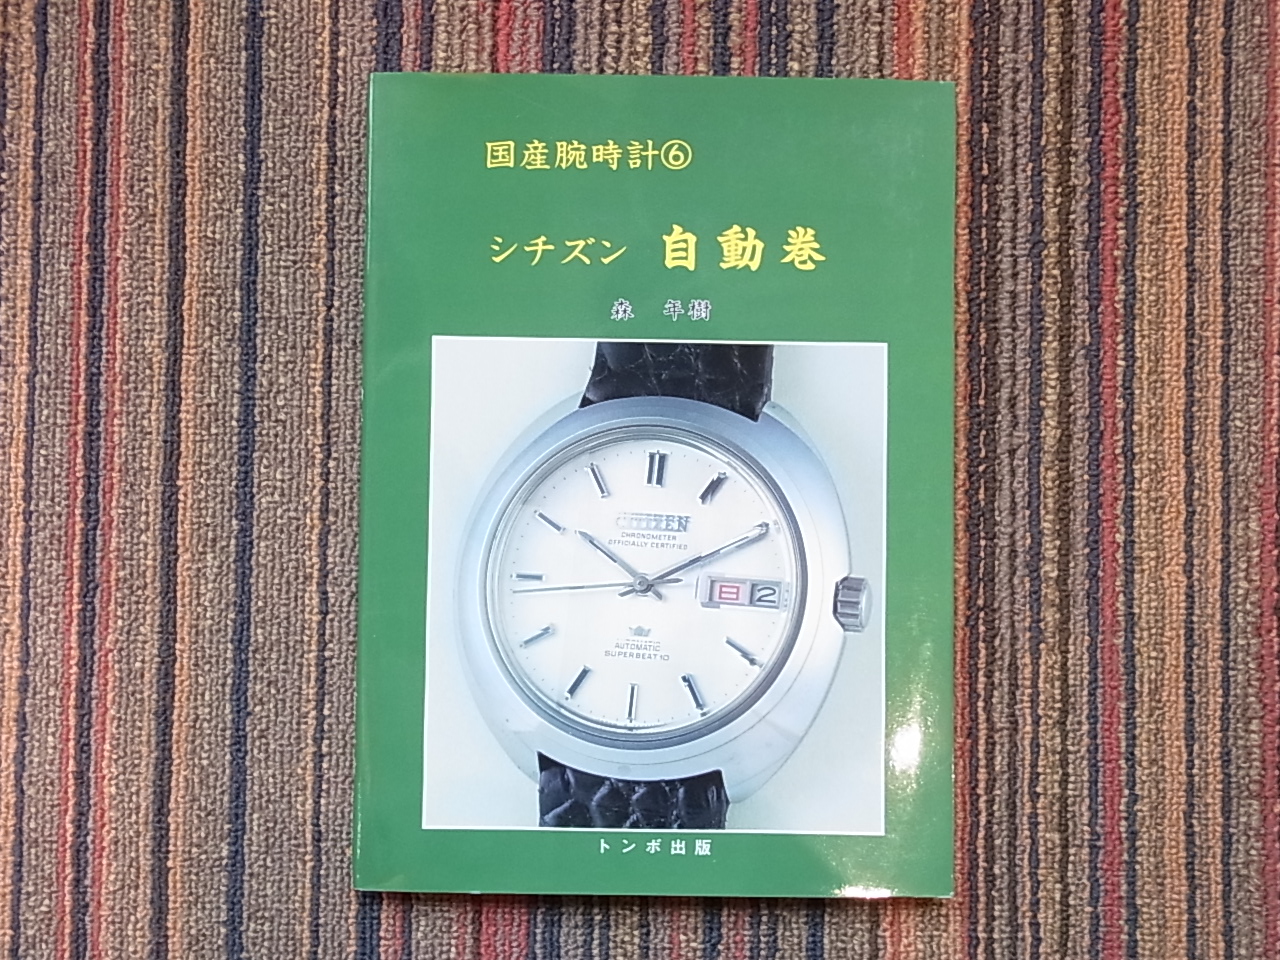 国産腕時計⑥
シチズン 自動巻
森 年樹
CITIZEN
CHRONOMETER
OFFICIALLY CERTIFIED
日 2
AUTOMATIC
SUPERBEAT 10
トンボ出版